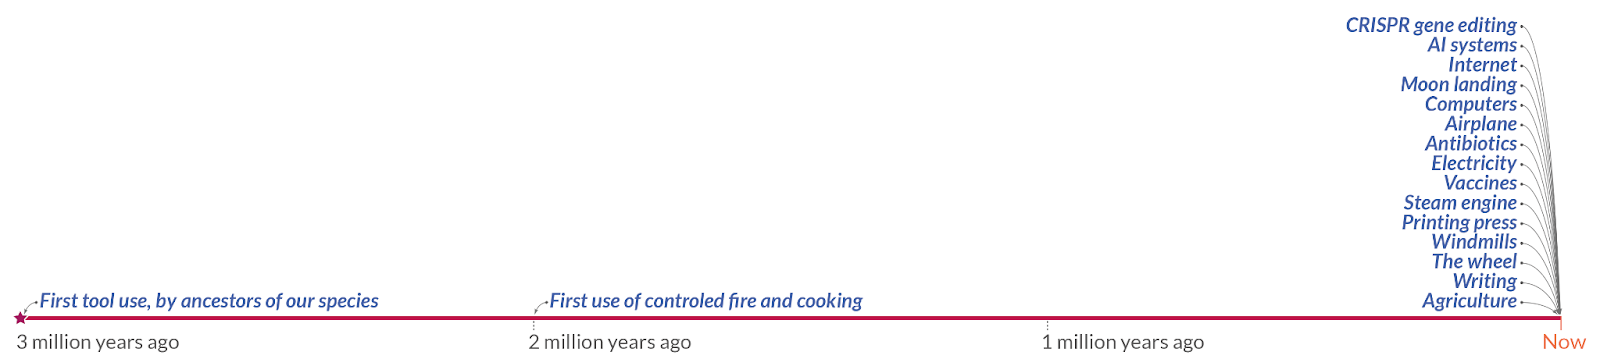 CRISPR gene editing
AI systems
Internet
Moon landing
Computers
Airplane
Antibiotics
Electricity
Vaccines
Steam engine
Printing press
Windmills
The wheel
Writing
Agriculture
First tool use, by ancestors of our species
First use of controled fire and cooking
3 million years ago
2 million years ago
1 million years ago
Now